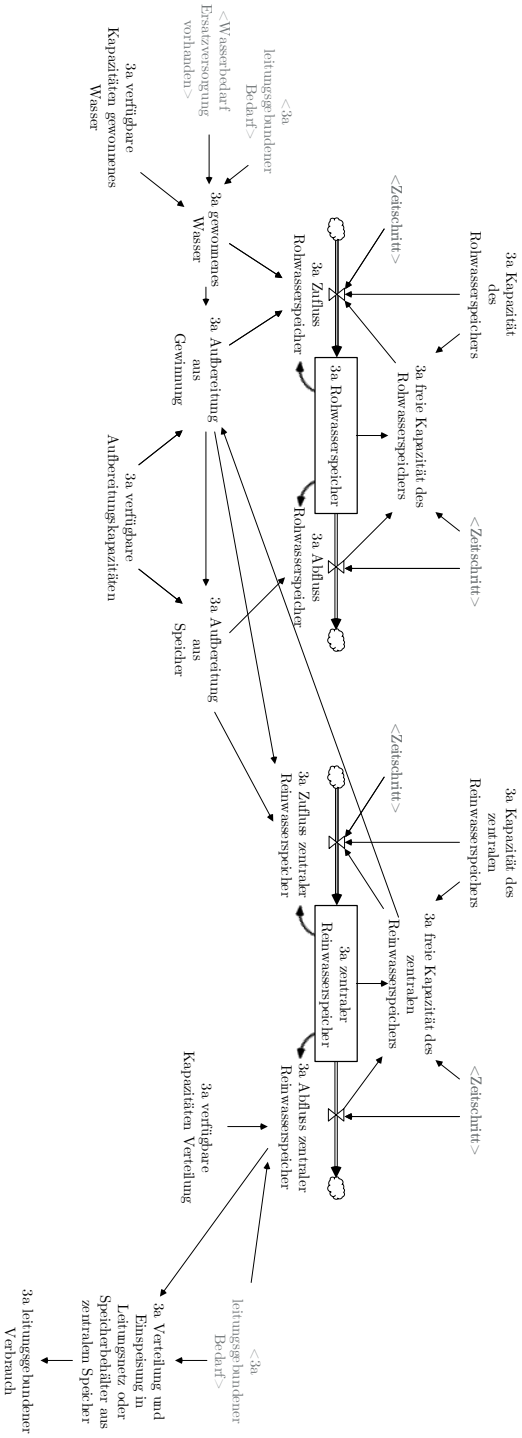 3a Kapazität
des
Rohwasserspeichers
<Zeitschritt>
3a Kapazität des
zentralen
Reinwasserspeichers
<Zeitschritt>
<Zeitschritt>
3a freie Kapazität des
Rohwasserspeichers
<Zeitschritt>
3a freie Kapazität des
zentralen
Reinwasserspeichers
3a Rohwasserspeicher
3a zentraler
Reinwasserspeicher
3a Zufluss
Rohwasserspeicher
3a Abfluss
Rohwasserspeicher
3a Zufluss zentraler
Reinwasserspeicher
3a Abfluss zentraler
Reinwasserspeicher
<3a
leitungsgebundener
Bedarf>
<Wasserbedarf
Ersatzversorgung
vorhanden>
3a gewonnenes
Wasser
3a Aufbereitung
aus
Gewinnung
3a Aufbereitung
aus
Speicher
3a verfügbare
Kapazitäten Verteilung
<3a
leitungsgebundener
Bedarf>
3a verfügbare
Kapazitäten gewonnenes
Wasser
3a verfügbare
Aufbereitungskapazitäten
3a Verteilung und
Einspeisung in
Leitungsnetz oder
Speicherbehälter aus
zentralem Speicher
3a leitungsgebundener
Verbrauch